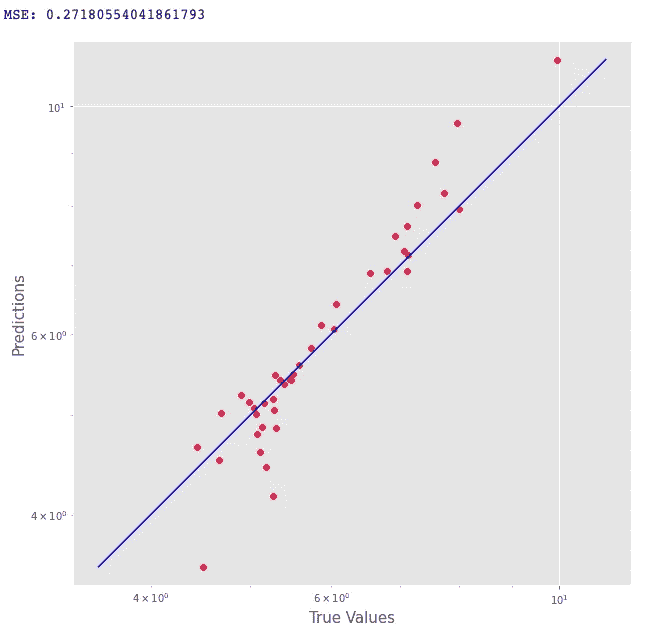 MSE: 0.27180554041861793
10¹
6 × 10⁰
4 × 10⁰
Predictions
4 × 10⁰
6 × 10⁰
10¹
True Values